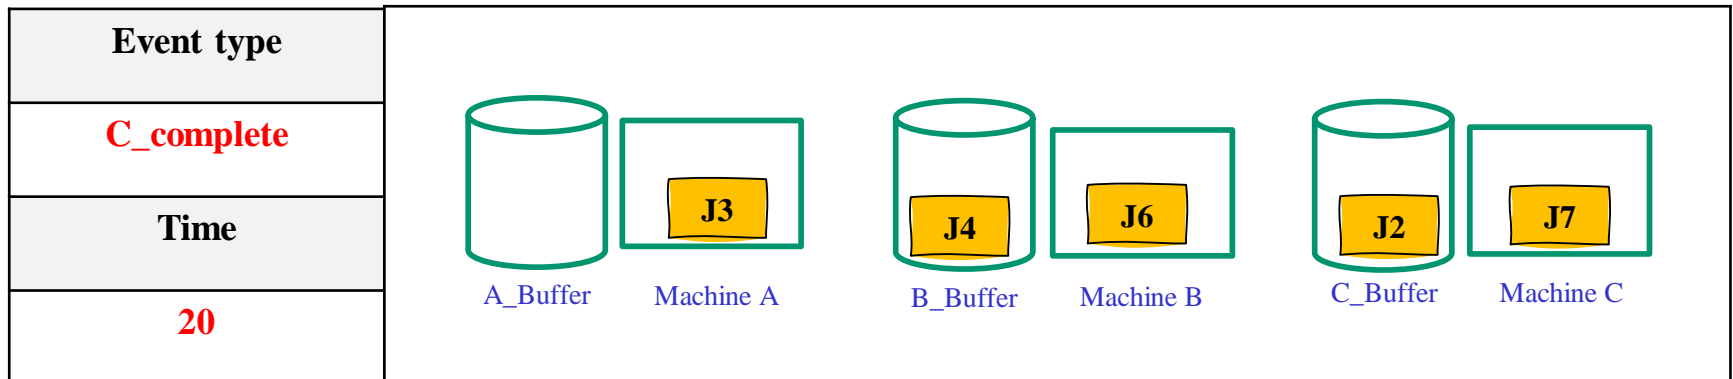 Event type
C_complete
Time
20
J3
J4
J6
J2
J7
A_Buffer
Machine A
B_Buffer
Machine B
C_Buffer
Machine C